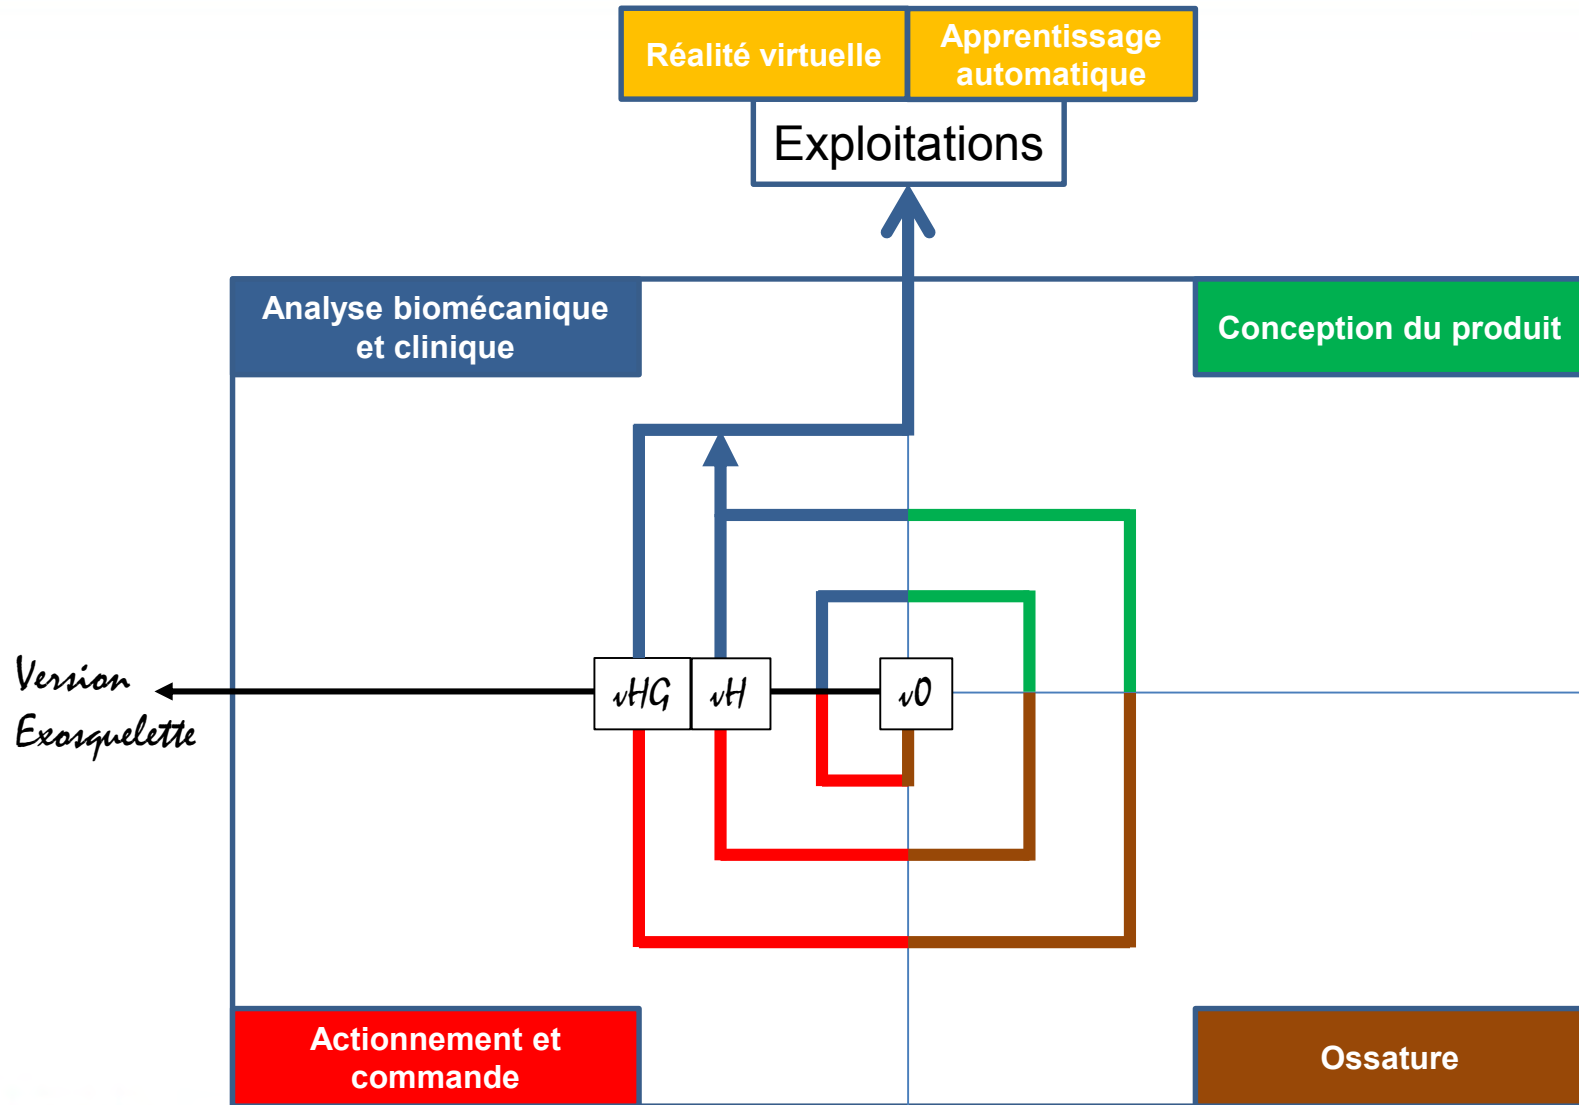 Réalité virtuelle
Apprentissage
automatique
Exploitations
Analyse biomécanique
et clinique
Conception du produit
Version
Exosquelette
vHG
vH
v0
Actionnement et
commande
Ossature